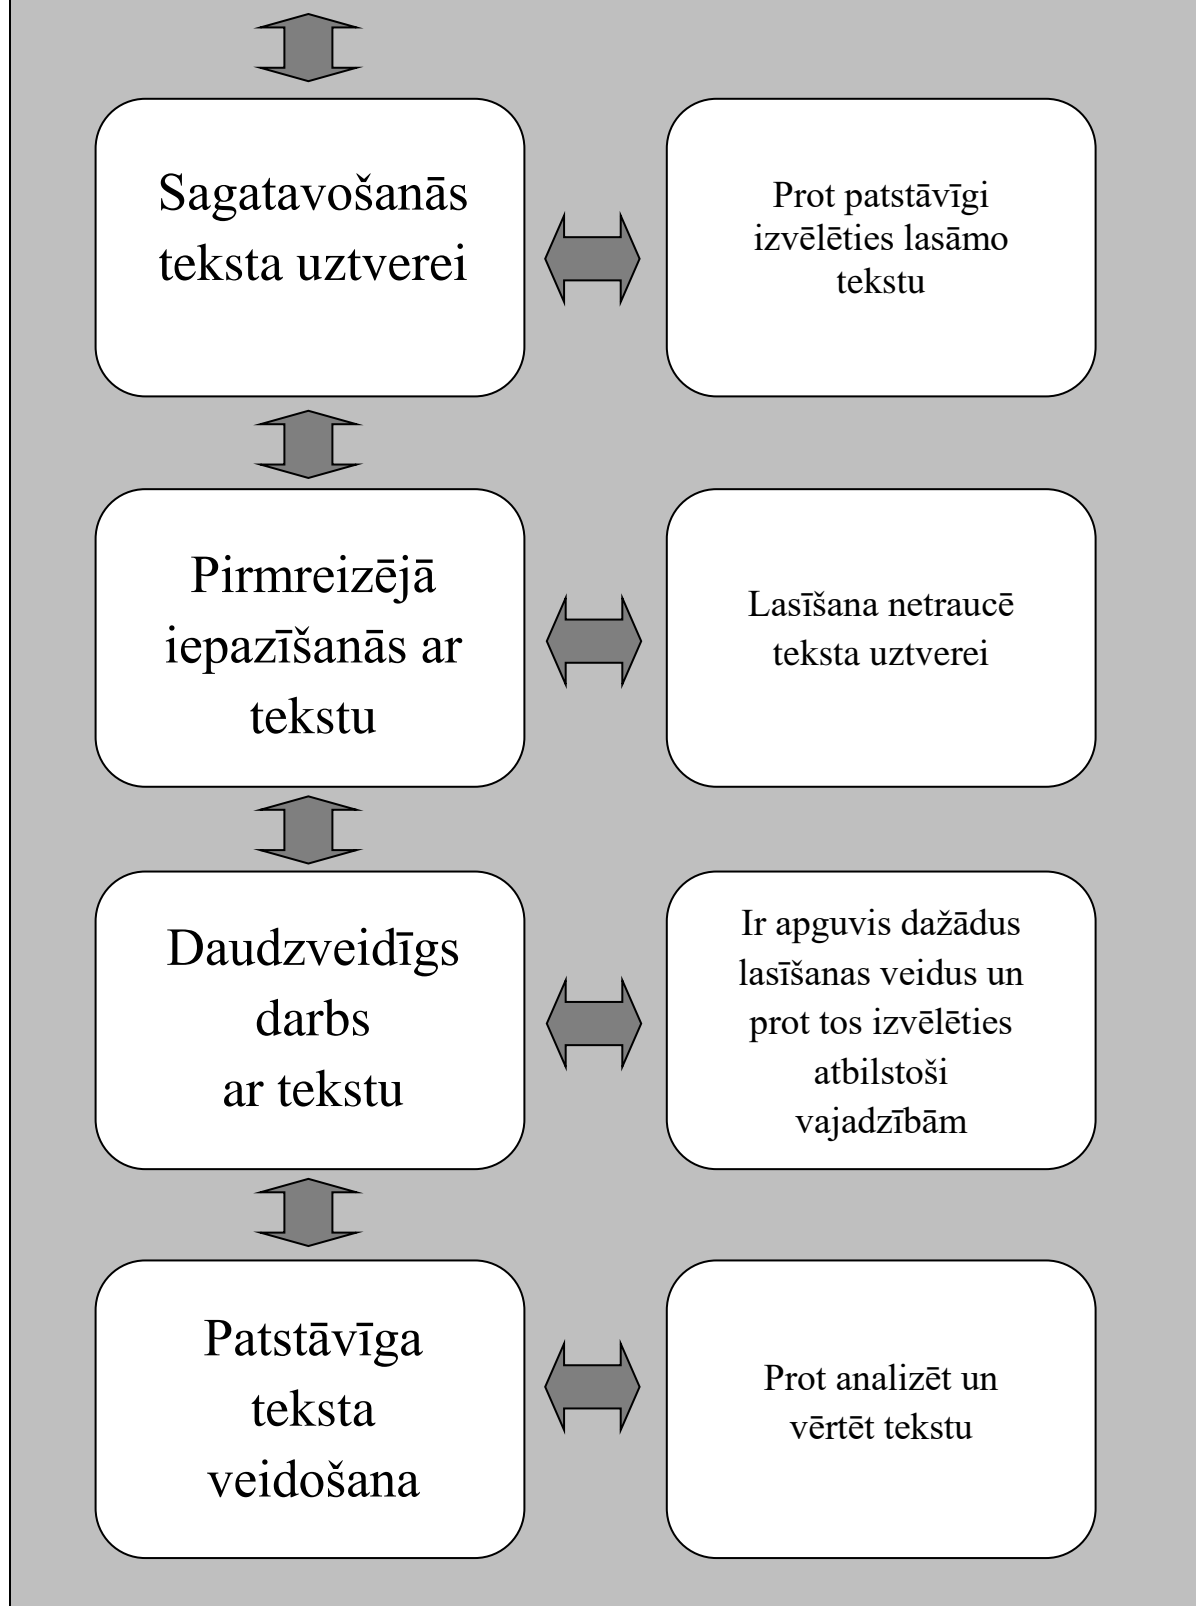 Sagatavošanās
teksta uztverei
Prot patstāvīgi
izvēlēties lasāmo
tekstu
Pirmreizējā
iepazīšanās ar
tekstu
Lasīšana netraucē
teksta uztverei
Daudzveidīgs
darbs
ar tekstu
Ir apguvis dažādus
lasīšanas veidus un
prot tos izvēlēties
atbilstoši
vajadzībām
Patstāvīga
teksta
veidošana
Prot analizēt un
vērtēt tekstu